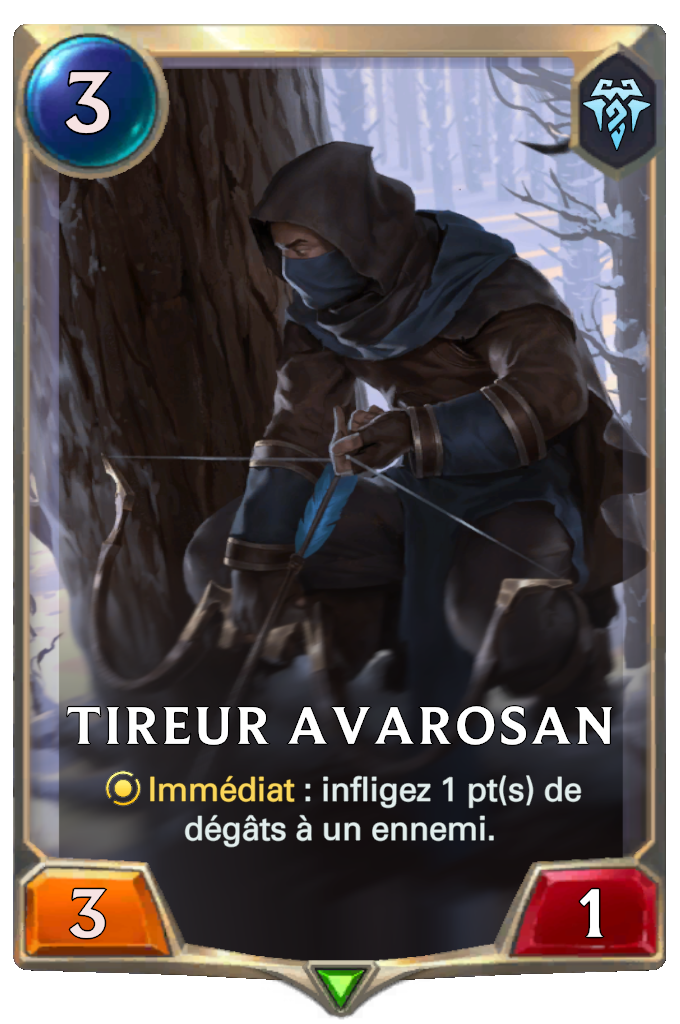 3
TIREUR AVAROSAN
Immédiat : infligez 1 pt(s) de
dégâts à un ennemi.
3
1